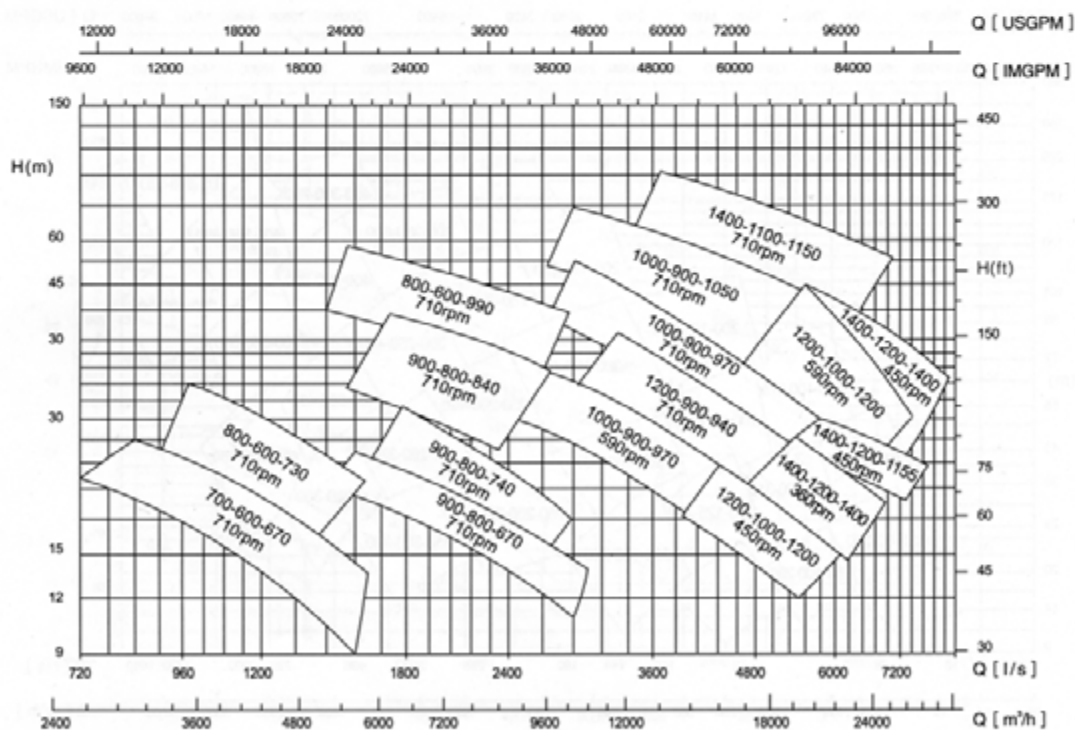 12000 18000 24000 36000 48000 60000 72000 96000 Q [ USGPM ]
9600 12000 18000 24000 36000 48000 60000 84000 Q [ IMGPM ]
150
H(m)
60
45
30
30
15
12
9
450
300
H(ft)
150
75
60
45
30
1400-1100-1150
710rpm
1000-900-1050
710rpm
800-600-990
710rpm
1400-1200-1400
450rpm
1200-1000-1200
590rpm
1000-900-970
710rpm
900-800-840
710rpm
1200-900-940
710rpm
1000-900-970
590rpm
800-600-730
710rpm
900-800-740
710rpm
1400-1200-1155
450rpm
1400-1200-1400
360rpm
700-600-670
710rpm
900-800-670
710rpm
1200-1000-1200
450rpm
720 960 1200 1800 2400 3600 4800 6000 7200 Q [ l/s ]
2400 3600 4800 6000 7200 9600 12000 18000 24000 Q [ m³/h ]